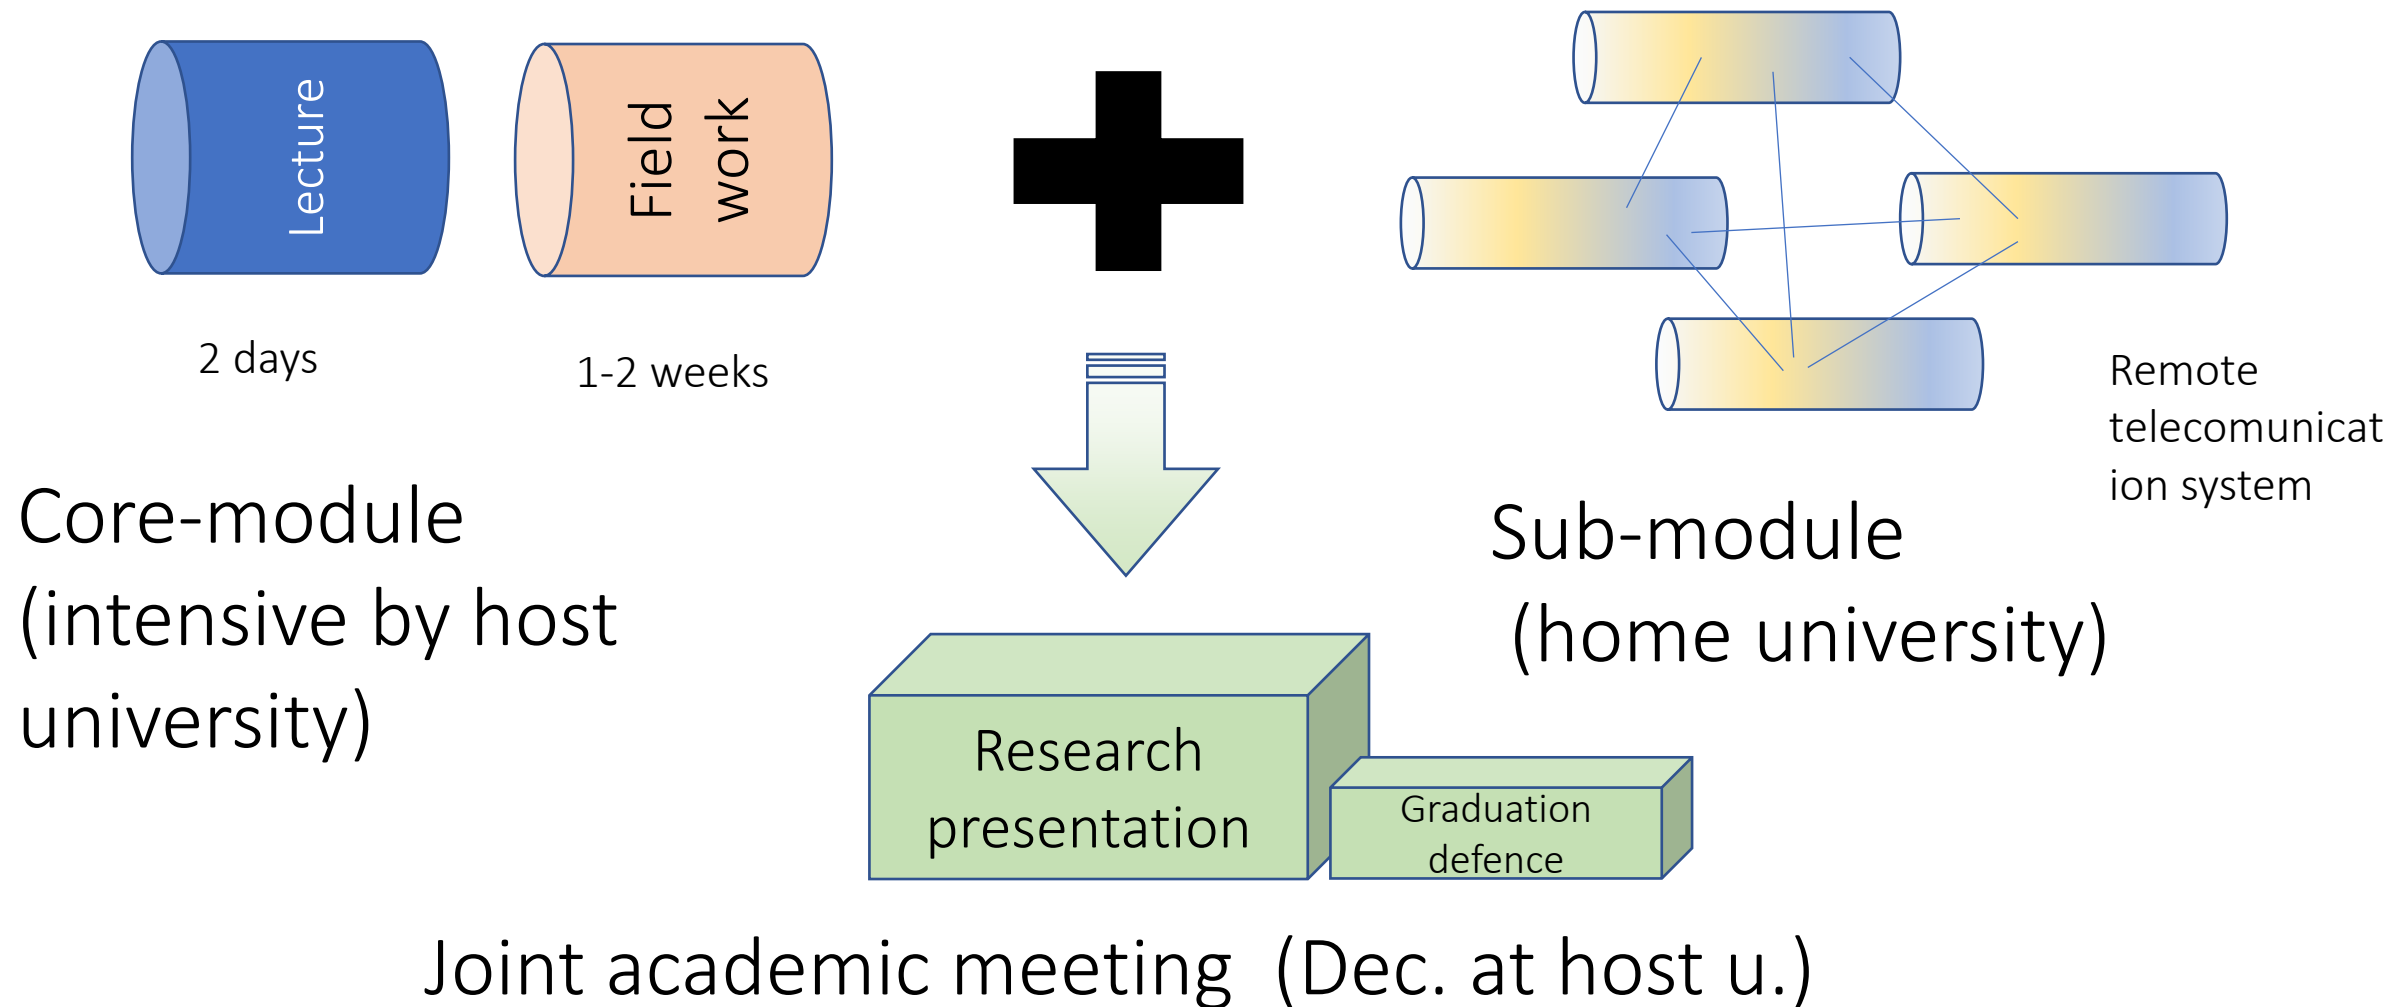 Lecture
Field
work
2 days
1-2 weeks
Remote
telecomunicat
ion system
Core-module
(intensive by host
university)
Sub-module
(home university)
Research
presentation
Graduation
defence
Joint academic meeting (Dec. at host u.)